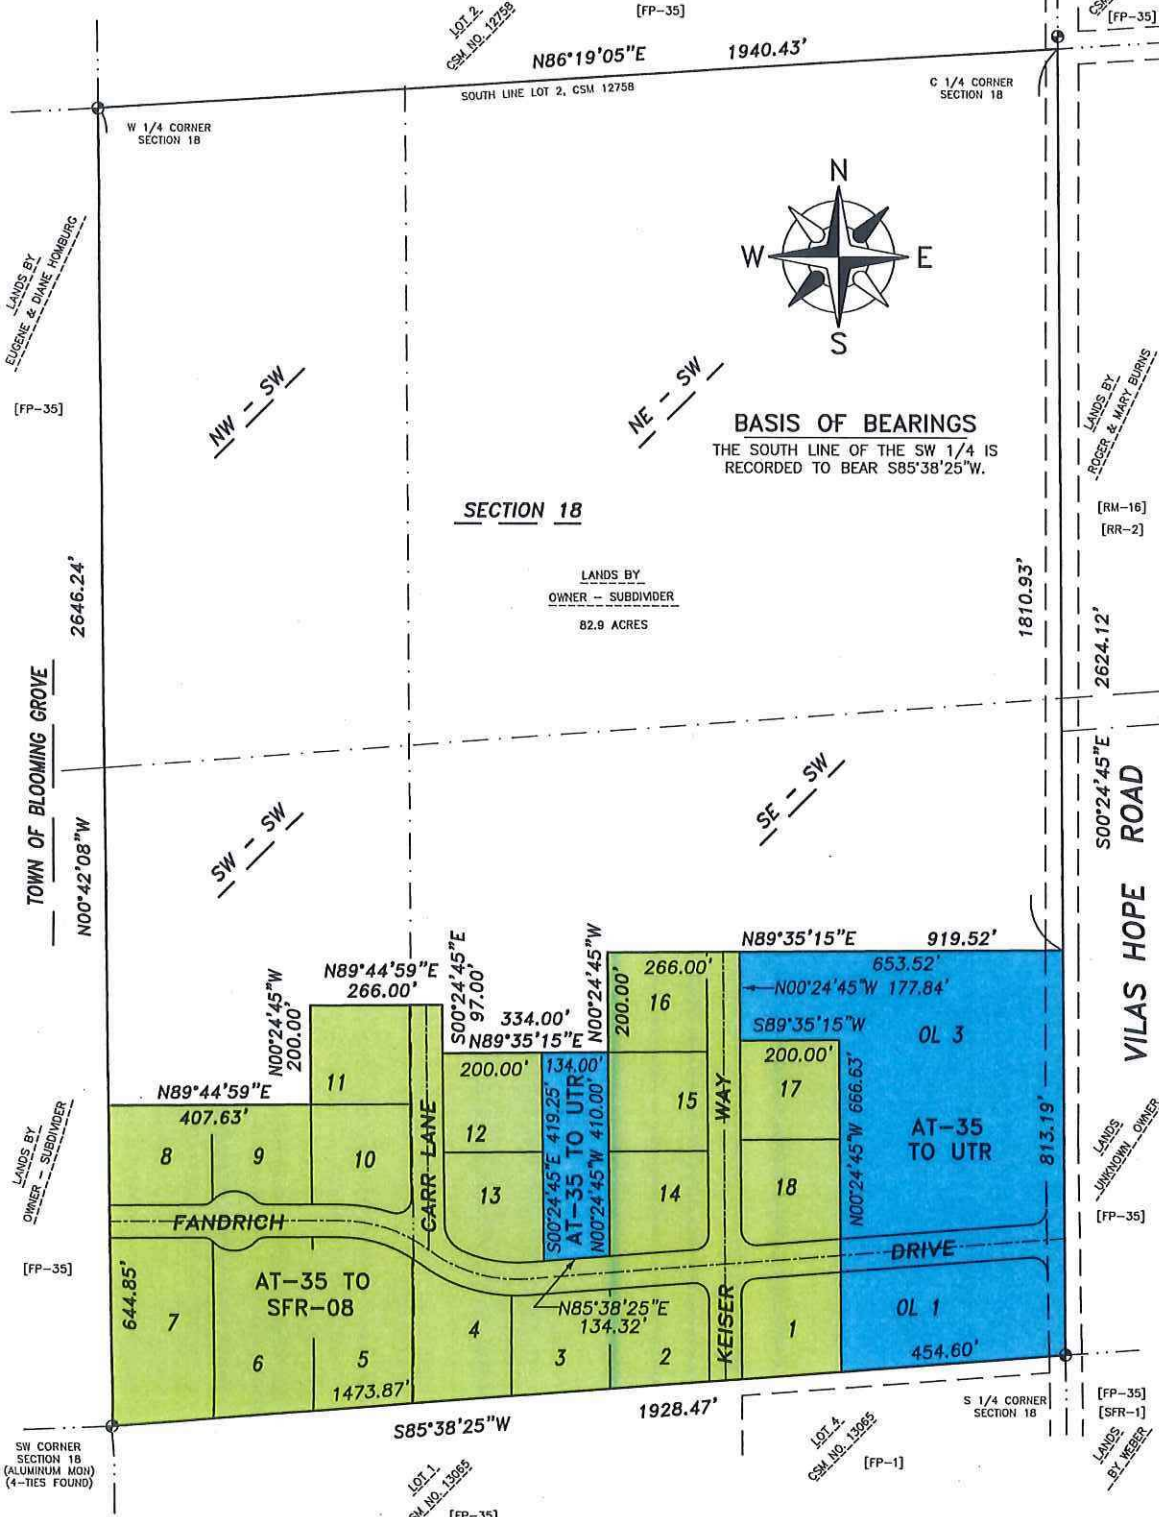 LOT 2
CSM NO. 12758
[FP-35]
[FP-35]
N86°19'05"E 1940.43'
SOUTH LINE LOT 2, CSM 12758
C 1/4 CORNER
SECTION 18
W 1/4 CORNER
SECTION 18
N
W
E
S
LANDS BY
EUGENE & DIANE HOMBURG
[FP-35]
NW - SW
NE - SW
BASIS OF BEARINGS
THE SOUTH LINE OF THE SW 1/4 IS
RECORDED TO BEAR S85°38'25"W.
LANDS BY
ROGER & MARY BURNS
[RM-16]
[RR-2]
SECTION 18
LANDS BY
OWNER - SUBDIVIDER
82.9 ACRES
2646.24'
1810.93'
2624.12'
S00°24'45"E
TOWN OF BLOOMING GROVE
N00°42'08"W
SW - SW
SE - SW
VILAS HOPE ROAD
N89°35'15"E 919.52'
653.52'
N00°24'45"W 177.84'
S89°35'15"W
200.00'
OL 3
N89°44'59"E
266.00'
N00°24'45"W
200.00'
S00°24'45"E
97.00'
334.00'
N89°35'15"E
N00°24'45"W
200.00'
266.00'
16
200.00'
134.00'
N89°44'59"E
407.63'
11
8
9
10
12
13
15
14
17
18
S00°24'45"E 419.25'
AT-35 TO UTR
N00°24'45"W 410.00'
N00°24'45"W 666.63'
AT-35
TO UTR
813.19'
CARR LANE
KEISER WAY
FANDRICH
DRIVE
LANDS BY
OWNER - SUBDIVIDER
[FP-35]
LANDS
UNKNOWN OWNER
[FP-35]
644.85'
AT-35 TO
SFR-08
N85°38'25"E
134.32'
OL 1
454.60'
7
6
5
4
3
2
1
1473.87'
S85°38'25"W
1928.47'
S 1/4 CORNER
SECTION 18
[FP-35]
[SFR-1]
LANDS
BY WEBER
SW CORNER
SECTION 18
(ALUMINUM MON)
(4-TIES FOUND)
LOT 1
CSM NO. 13065
[FP-35]
LOT 4
CSM NO. 13065
[FP-1]